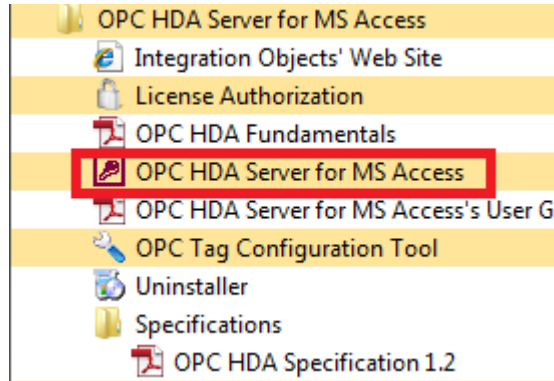 OPC HDA Server for MS Access
Integration Objects' Web Site
License Authorization
OPC HDA Fundamentals
OPC HDA Server for MS Access
OPC HDA Server for MS Access's User G
OPC Tag Configuration Tool
Uninstaller
Specifications
OPC HDA Specification 1.2